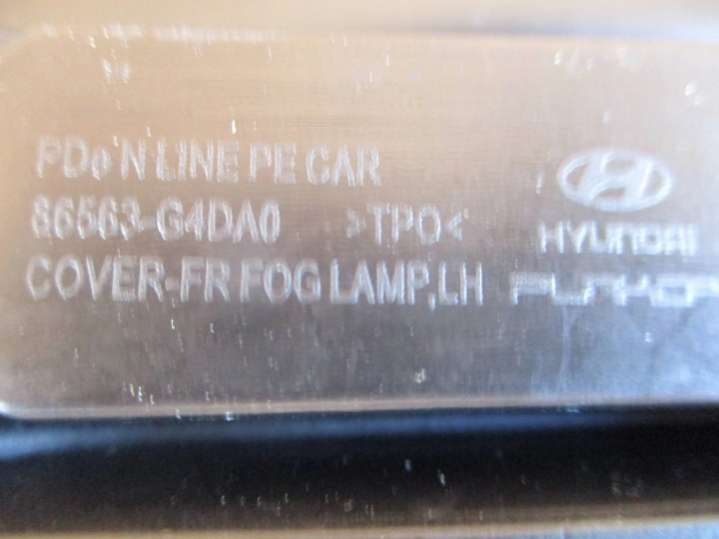 PDe N LINE PE CAR
86563-G4DA0 >TPO<
COVER-FR FOG LAMP,LH
HYUNDAI